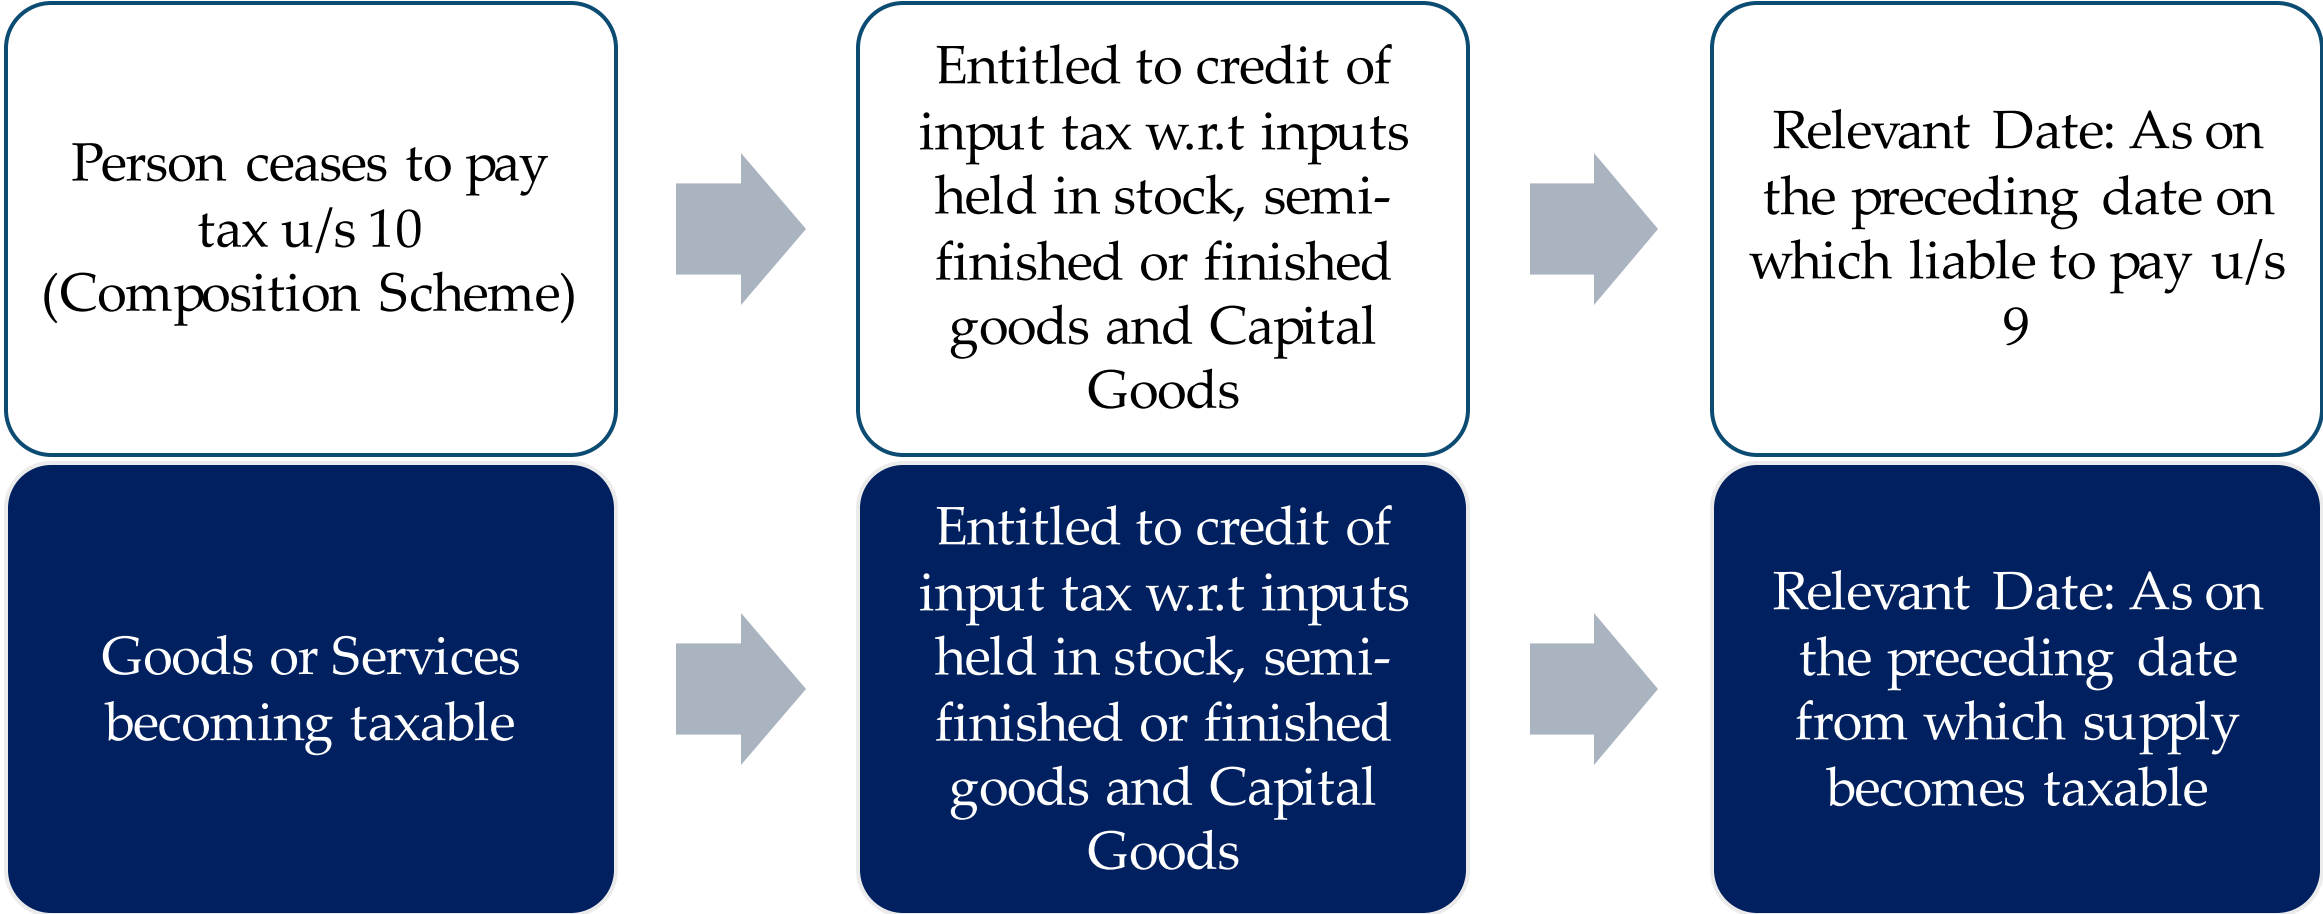 Person ceases to pay
tax u/s 10
(Composition Scheme)
Entitled to credit of
input tax w.r.t inputs
held in stock, semi-
finished or finished
goods and Capital
Goods
Relevant Date: As on
the preceding date on
which liable to pay u/s
9
Goods or Services
becoming taxable
Entitled to credit of
input tax w.r.t inputs
held in stock, semi-
finished or finished
goods and Capital
Goods
Relevant Date: As on
the preceding date
from which supply
becomes taxable